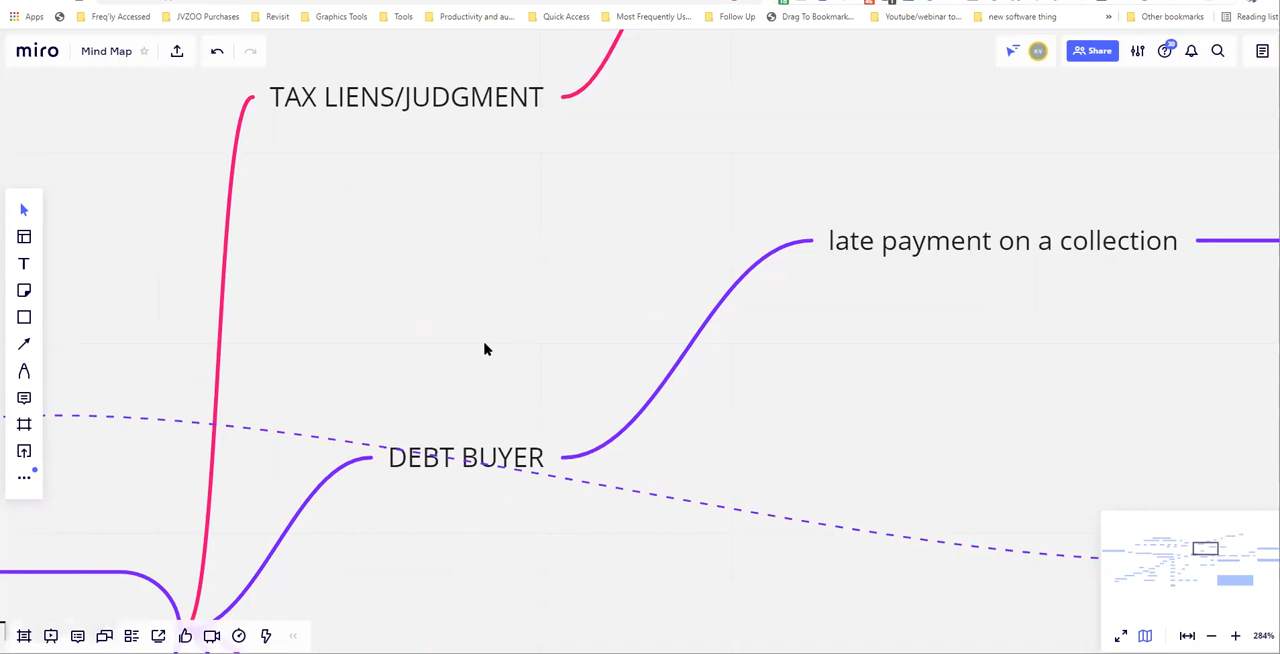 Apps Freq'ly Accessed JVZOO Purchases Revisit Graphics Tools Tools Productivity and au... Quick Access Most Frequently Us... Follow Up Drag To Bookmark... Youtube/webinar to... new software thing » Other bookmarks Reading list
miro Mind Map Share 30
TAX LIENS/JUDGMENT
late payment on a collection
DEBT BUYER
284%